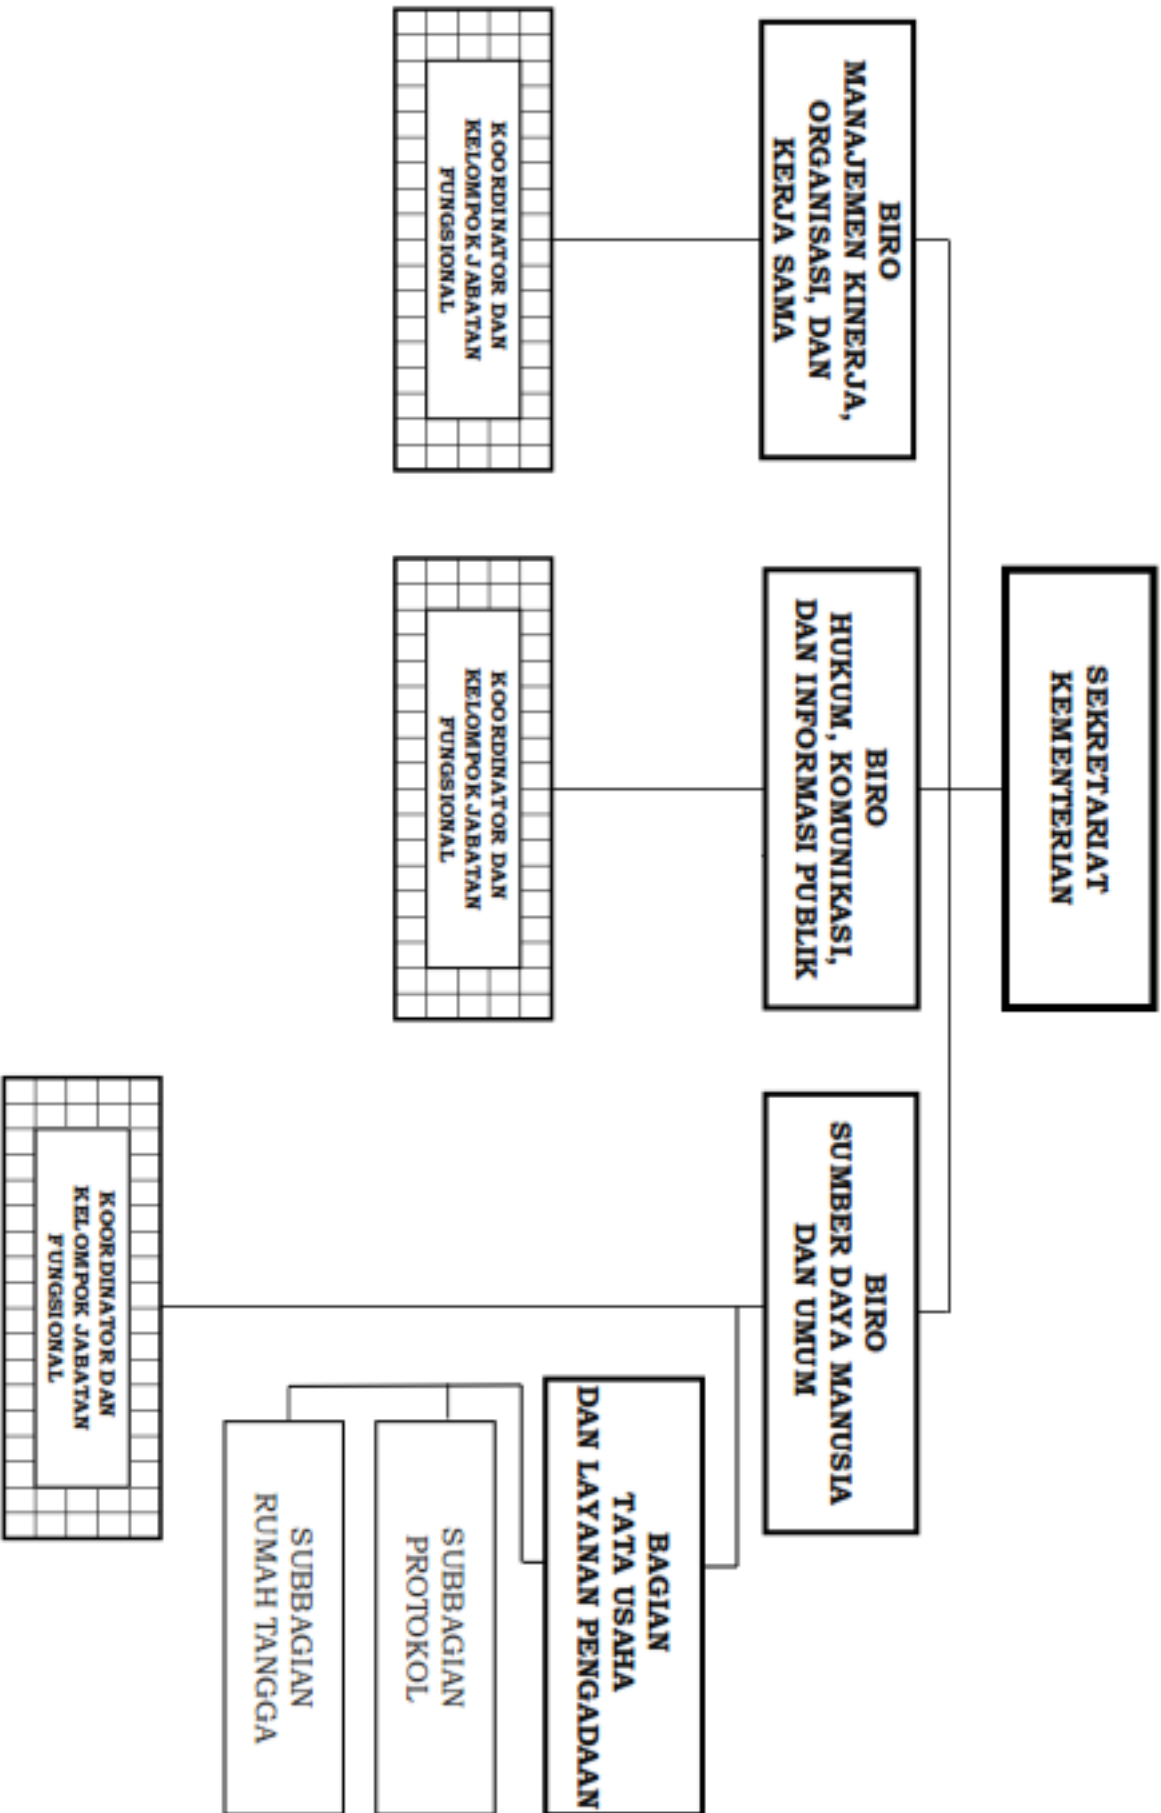 SEKRETARIAT
KEMENTERIAN
BIRO
MANAJEMEN KINERJA,
ORGANISASI, DAN
KERJA SAMA
BIRO
HUKUM, KOMUNIKASI,
DAN INFORMASI PUBLIK
BIRO
SUMBER DAYA MANUSIA
DAN UMUM
KOORDINATOR DAN
KELOMPOK JABATAN
FUNGSIONAL
KOORDINATOR DAN
KELOMPOK JABATAN
FUNGSIONAL
BAGIAN
TATA USAHA
DAN LAYANAN PENGADAAN
SUBBAGIAN
PROTOKOL
SUBBAGIAN
RUMAH TANGGA
KOORDINATOR DAN
KELOMPOK JABATAN
FUNGSIONAL